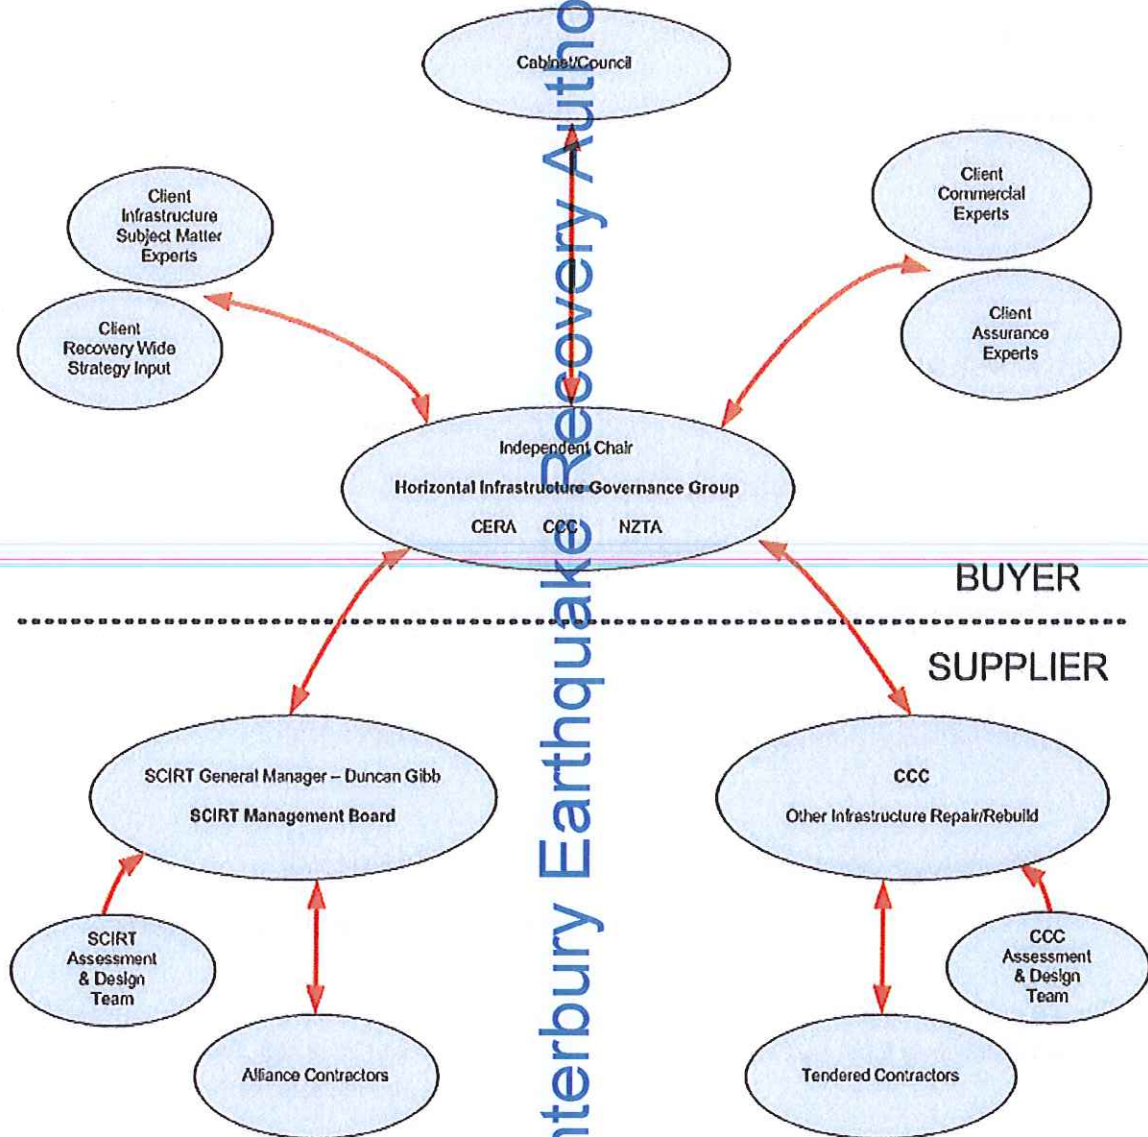 Cabinet/Council
Client
Infrastructure
Subject Matter
Experts
Client
Commercial
Experts
Client
Recovery Wide
Strategy Input
Client
Assurance
Experts
Independent Chair
Horizontal Infrastructure Governance Group
CERA CCC NZTA
BUYER
SUPPLIER
SCIRT General Manager – Duncan Gibb
SCIRT Management Board
CCC
Other Infrastructure Repair/Rebuild
SCIRT
Assessment
& Design
Team
CCC
Assessment
& Design
Team
Alliance Contractors
Tendered Contractors
nterbury Earthquake Recovery Autho